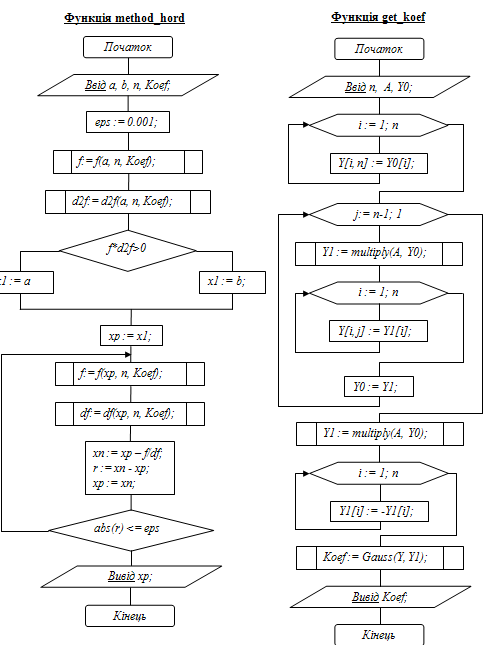 Функція method_hord
Початок
Ввід a, b, n, Koef;
eps := 0.001;
f:= f(a, n, Koef);
d2f:= d2f(a, n, Koef);
f*d2f>0
x1 := a
x1 := b;
xp := x1;
f:= f(xp, n, Koef);
df:= df(xp, n, Koef);
xn := xp – f/df;
r := xn - xp;
xp := xn;
abs(r) <= eps
Вивід xp;
Кінець
Функція get_koef
Початок
Ввід n, A, Y0;
i := 1; n
Y[i, n] := Y0[i];
j:= n-1; 1
Y1 := multiply(A, Y0);
i := 1; n
Y[i, j] := Y1[i];
Y0 := Y1;
Y1 := multiply(A, Y0);
i := 1; n
Y1[i] := -Y1[i];
Koef:= Gauss(Y, Y1);
Вивід Koef;
Кінець